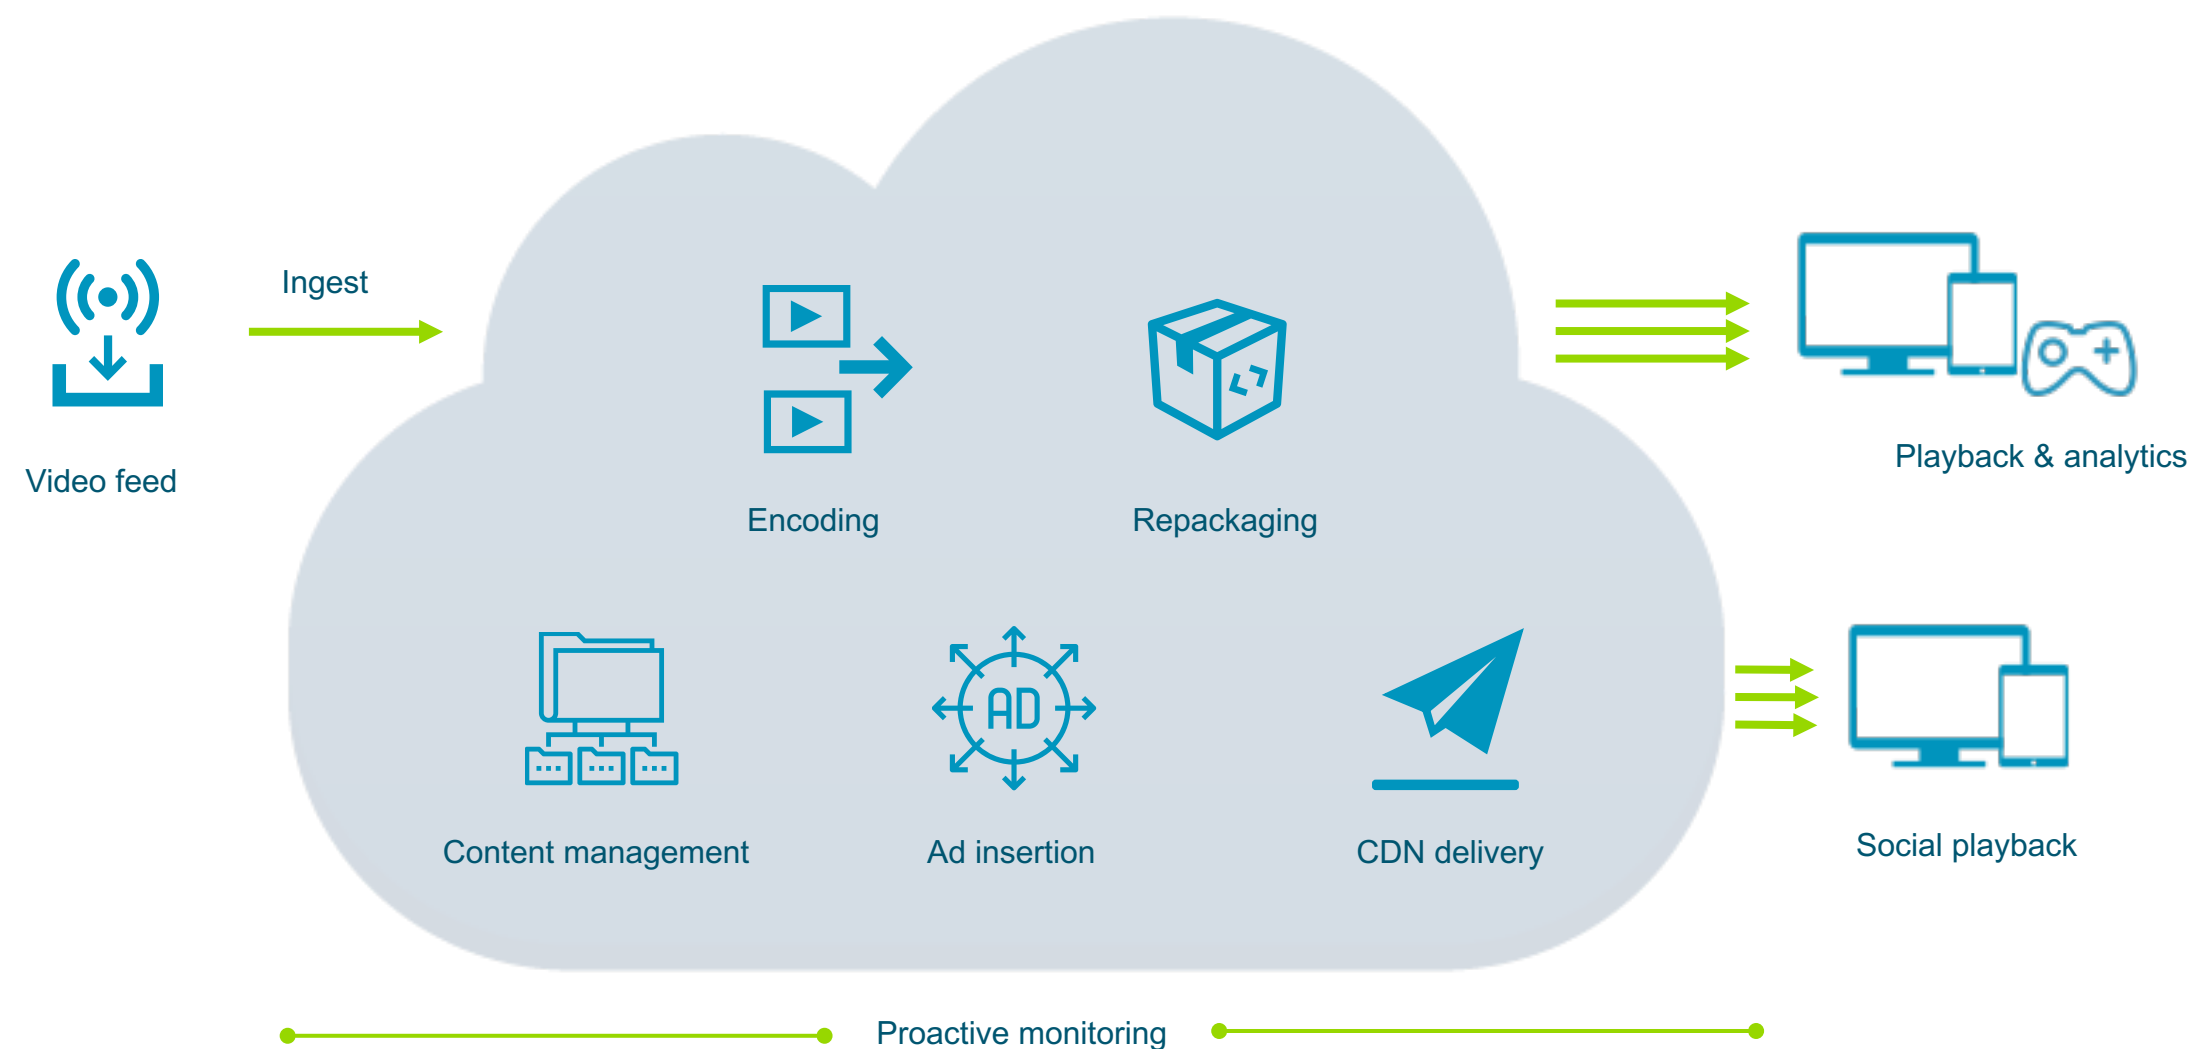 Ingest
Video feed
Encoding
Repackaging
Playback & analytics
AD
Content management
Ad insertion
CDN delivery
Social playback
Proactive monitoring